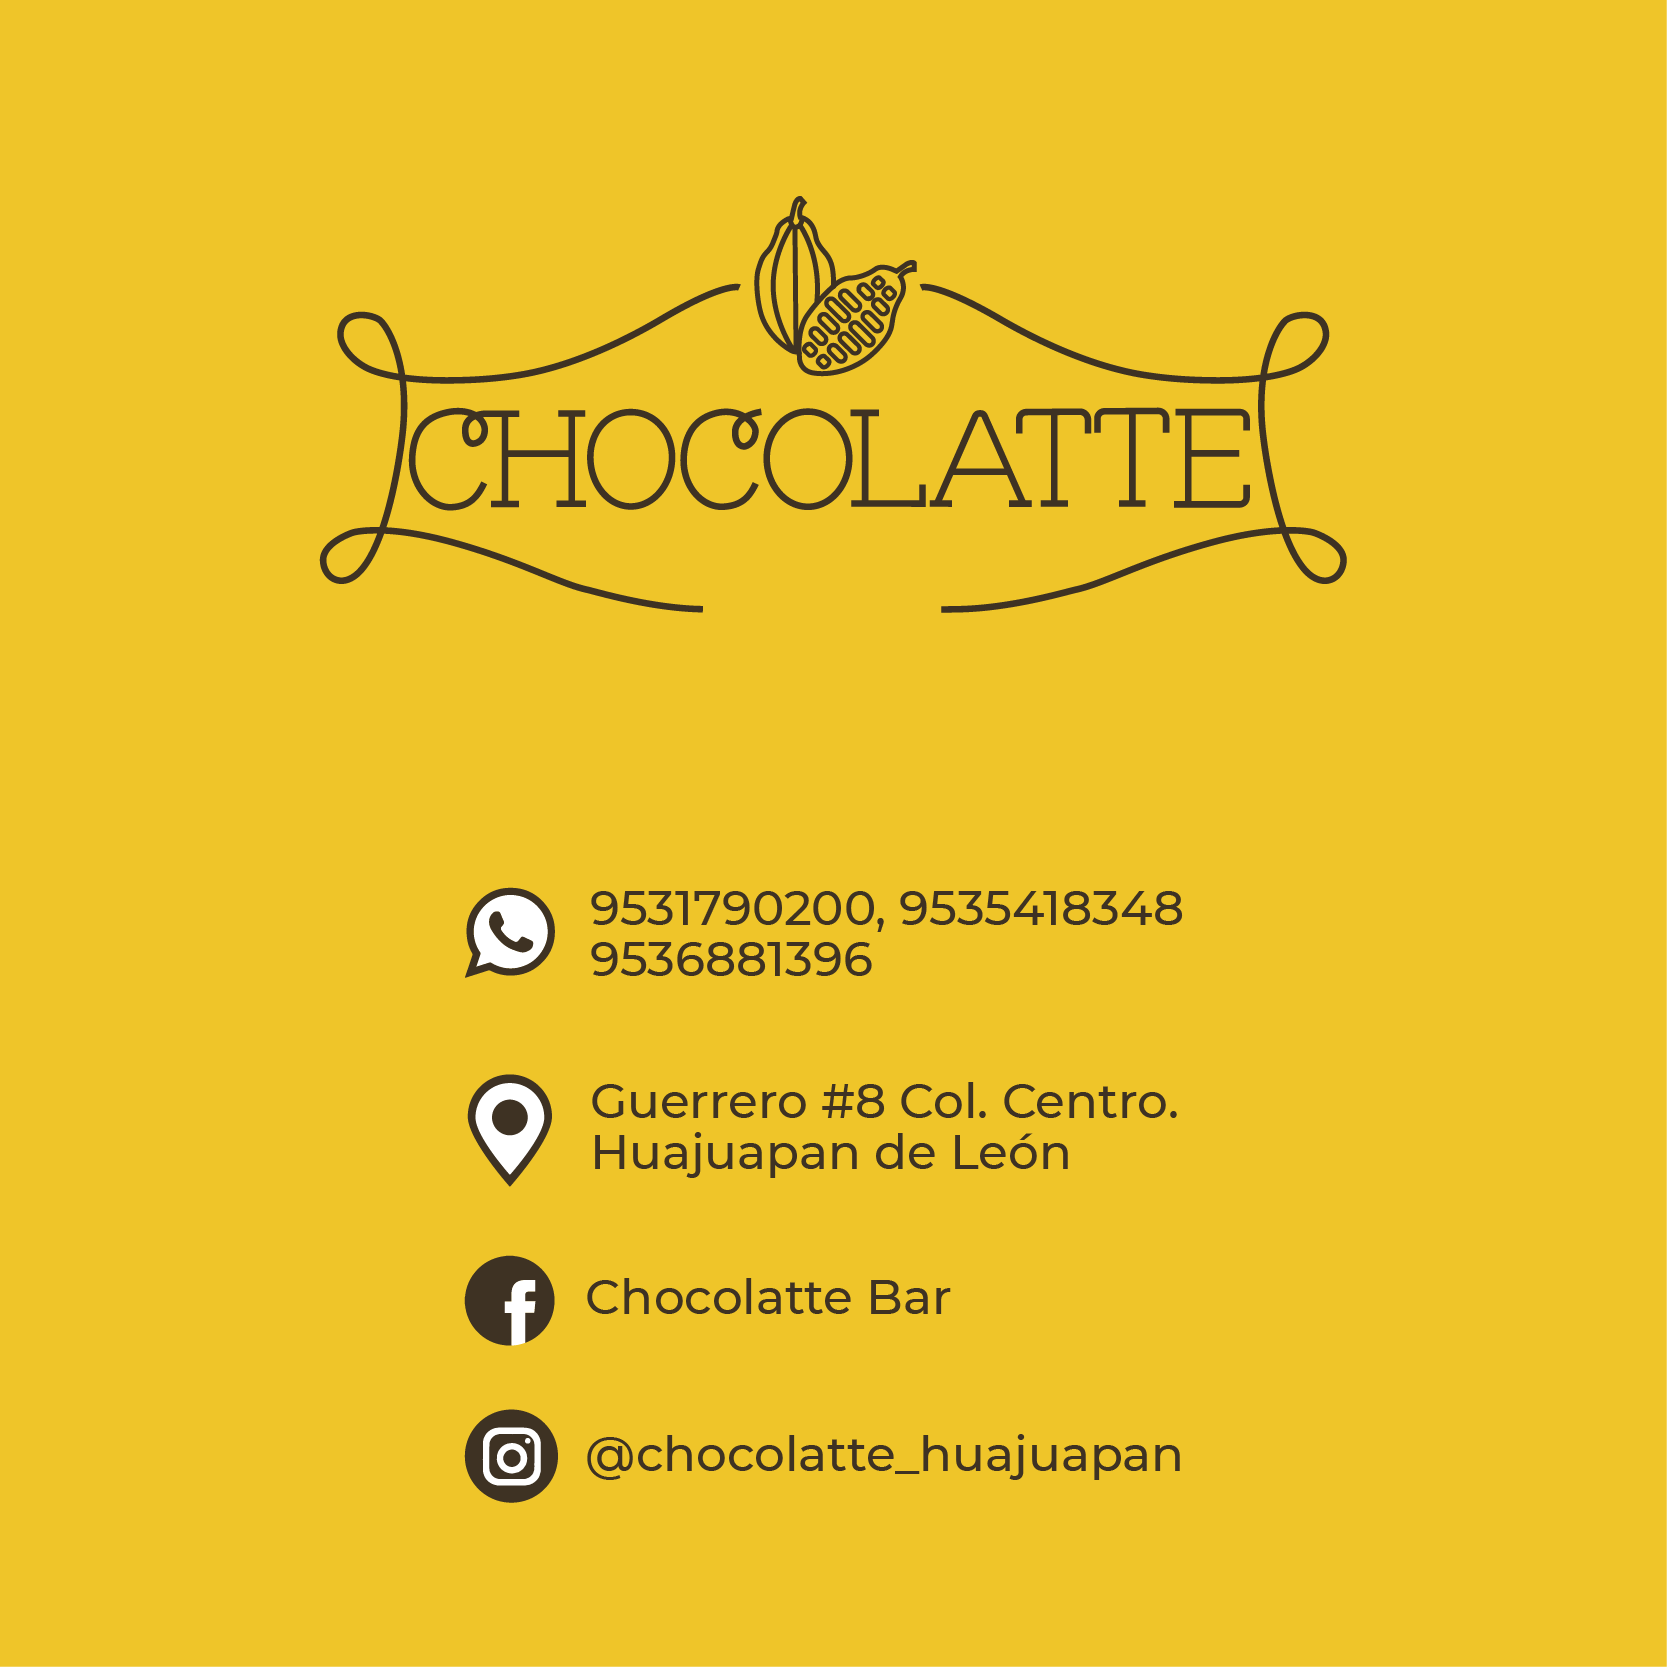 CHOCOLATTE
9531790200, 9535418348
9536881396
Guerrero #8 Col. Centro.
Huajuapan de León
Chocolatte Bar
@chocolatte_huajuapan